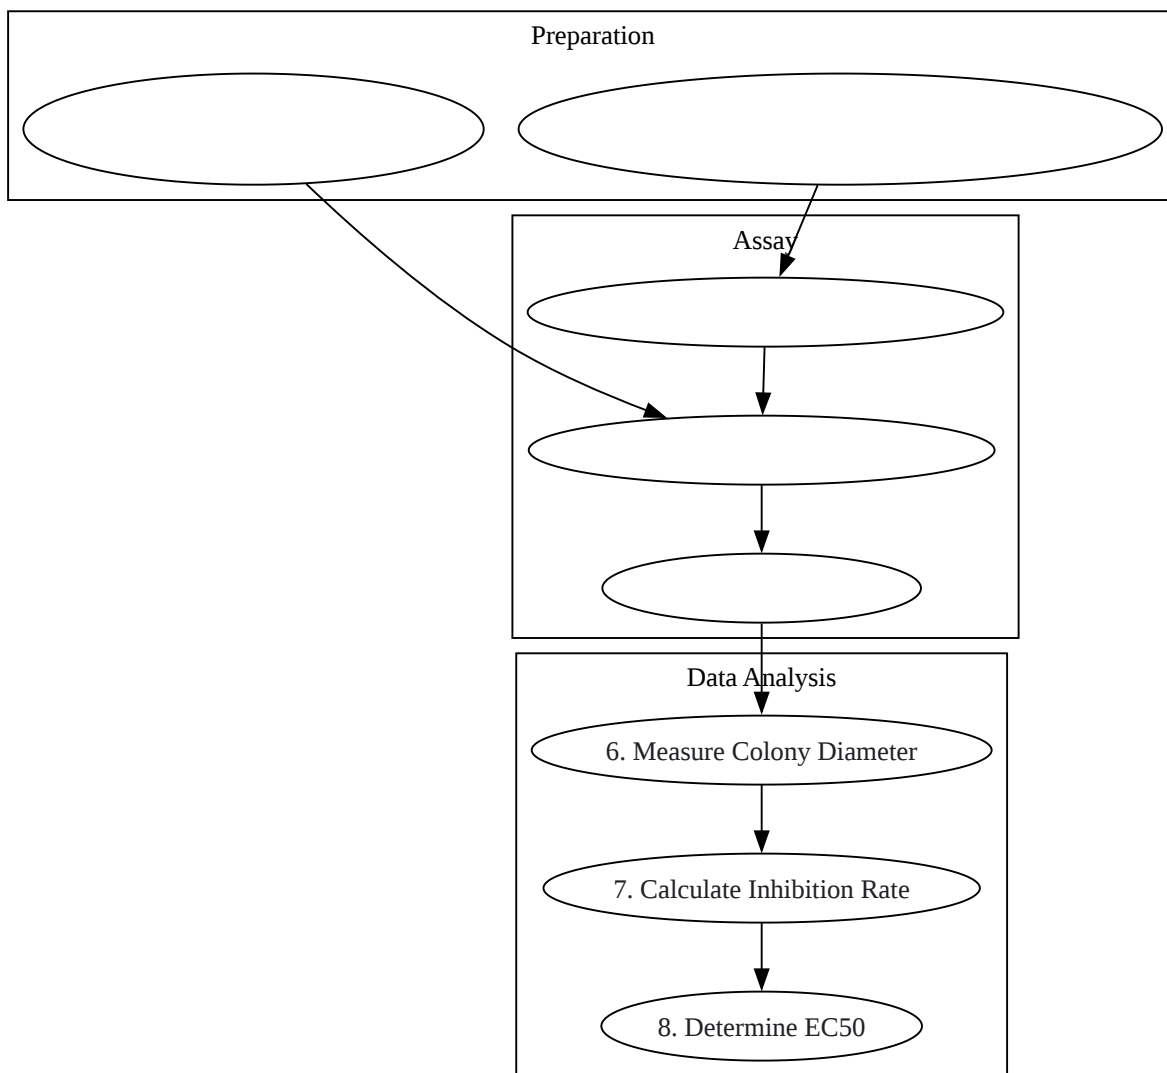 Preparation
Assay
Data Analysis
6. Measure Colony Diameter
7. Calculate Inhibition Rate
8. Determine EC50